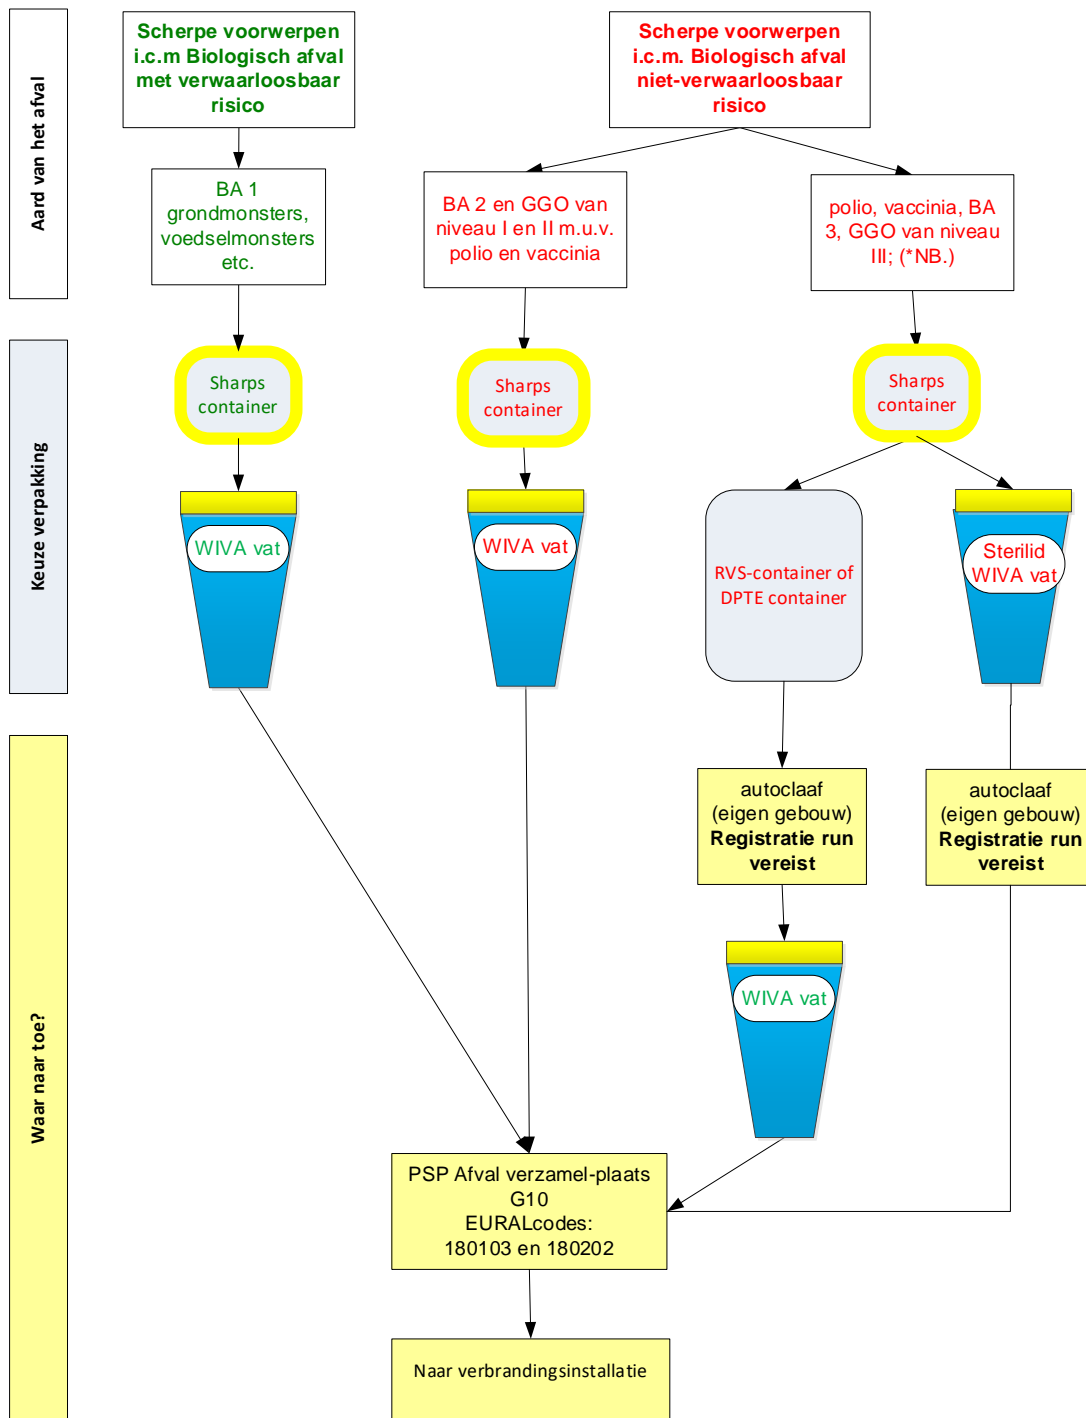 Aard van het afval
Scherpe voorwerpen
i.c.m Biologisch afval
met verwaarloosbaar
risico
Scherpe voorwerpen
i.c.m. Biologisch afval
niet-verwaarloosbaar
risico
BA 1
grondmonsters,
voedselmonsters
etc.
BA 2 en GGO van
niveau I en II m.u.v.
polio en vaccinia
polio, vaccinia, BA
3, GGO van niveau
III; (*NB.)
Keuze verpakking
Sharps
container
Sharps
container
Sharps
container
WIVA vat
WIVA vat
RVS-container of
DPTE container
Sterilid
WIVA vat
Waar naar toe?
autoclaaf
(eigen gebouw)
Registratie run
vereist
autoclaaf
(eigen gebouw)
Registratie run
vereist
WIVA vat
PSP Afval verzamel-plaats
G10
EURALcodes:
180103 en 180202
Naar verbrandingsinstallatie